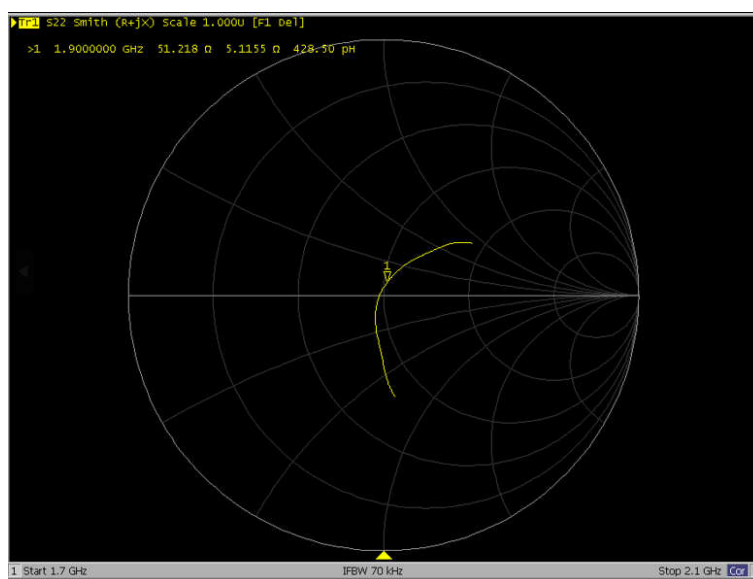 Tr1 S22 Smith (R+jX) Scale 1.000U [F1 Del]
>1 1.9000000 GHz 51.218 Ω 5.1155 Ω 428.50 pH
1
1 Start 1.7 GHz IFBW 70 kHz Stop 2.1 GHz Cor